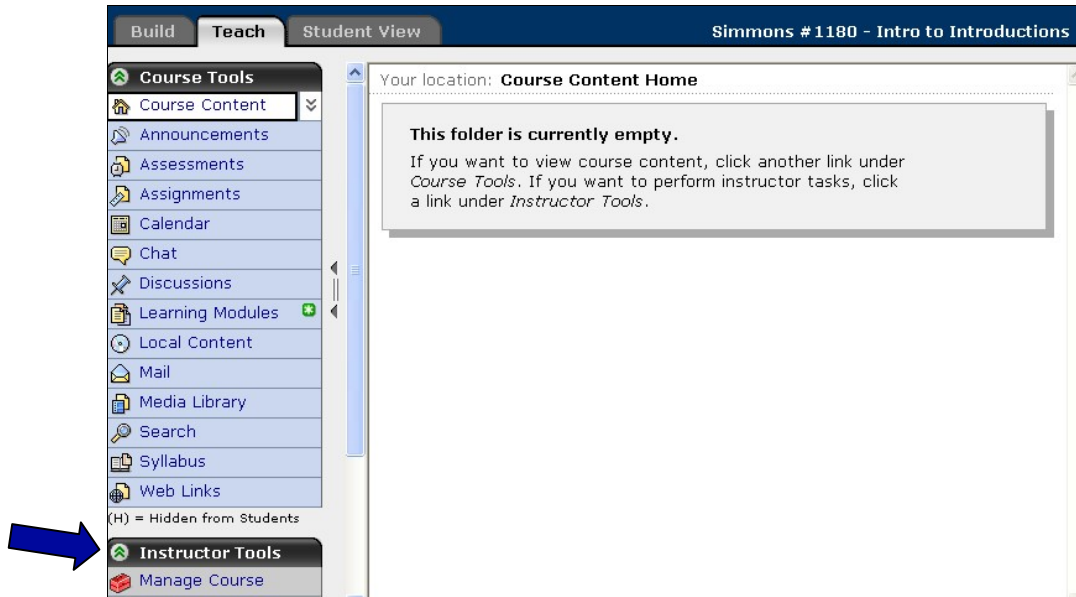 Build Teach Student View Simmons #1180 - Intro to Introductions
Course Tools
Course Content
Announcements
Assessments
Assignments
Calendar
Chat
Discussions
Learning Modules
Local Content
Mail
Media Library
Search
Syllabus
Web Links
(H) = Hidden from Students
Instructor Tools
Manage Course
Your location: Course Content Home
This folder is currently empty.
If you want to view course content, click another link under
Course Tools. If you want to perform instructor tasks, click
a link under Instructor Tools.